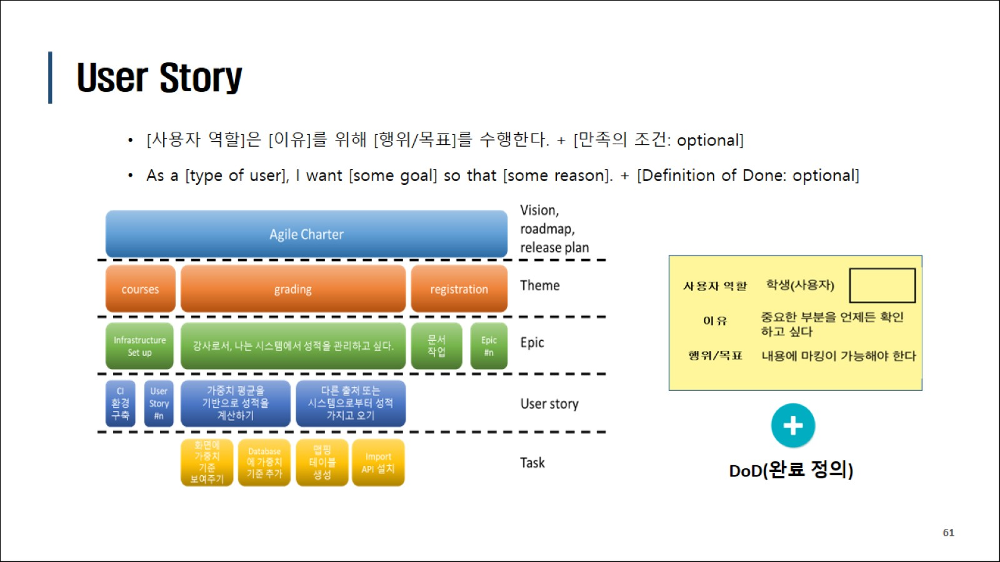 User Story
• [사용자 역할]은 [이유]를 위해 [행위/목표]를 수행한다. + [만족의 조건: optional]
• As a [type of user], I want [some goal] so that [some reason]. + [Definition of Done: optional]
Agile Charter
Vision,
roadmap,
release plan
courses
grading
registration
Theme
Infrastructure
Set up
강사로서, 나는 시스템에서 성적을 관리하고 싶다.
문서
작업
Epic
#n
Epic
CI
환경
구축
User
Story
#n
가중치 평균을
기반으로 성적을
계산하기
다른 출처 또는
시스템으로부터 성적
가지고 오기
User story
화면에
가중치
기준
보여주기
Database
에 가중치
기준 추가
맵핑
테이블
생성
Import
API 설치
Task
사용자 역할 학생(사용자)
이유 중요한 부분을 언제든 확인
하고 싶다
행위/목표 내용에 마킹이 가능해야 한다
DoD(완료 정의)
61